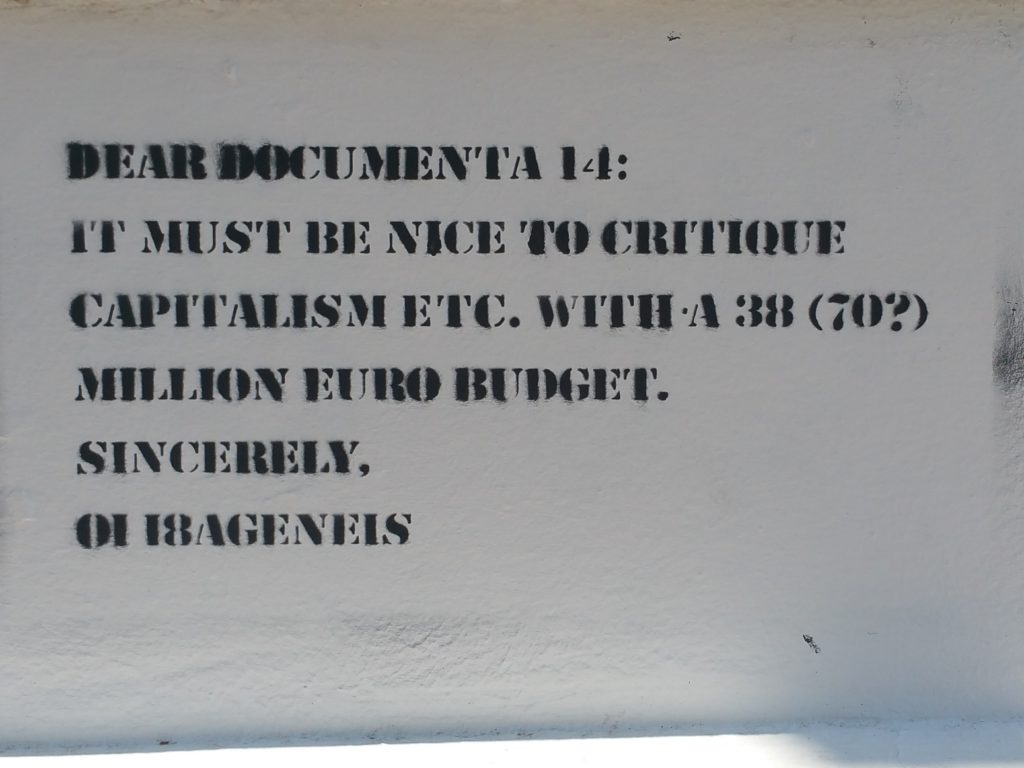 DEAR DOCUMENTA 14:
IT MUST BE NICE TO CRITIQUE
CAPITALISM ETC. WITH A 38 (70?)
MILLION EURO BUDGET.
SINCERELY,
OI I8AGENEIS